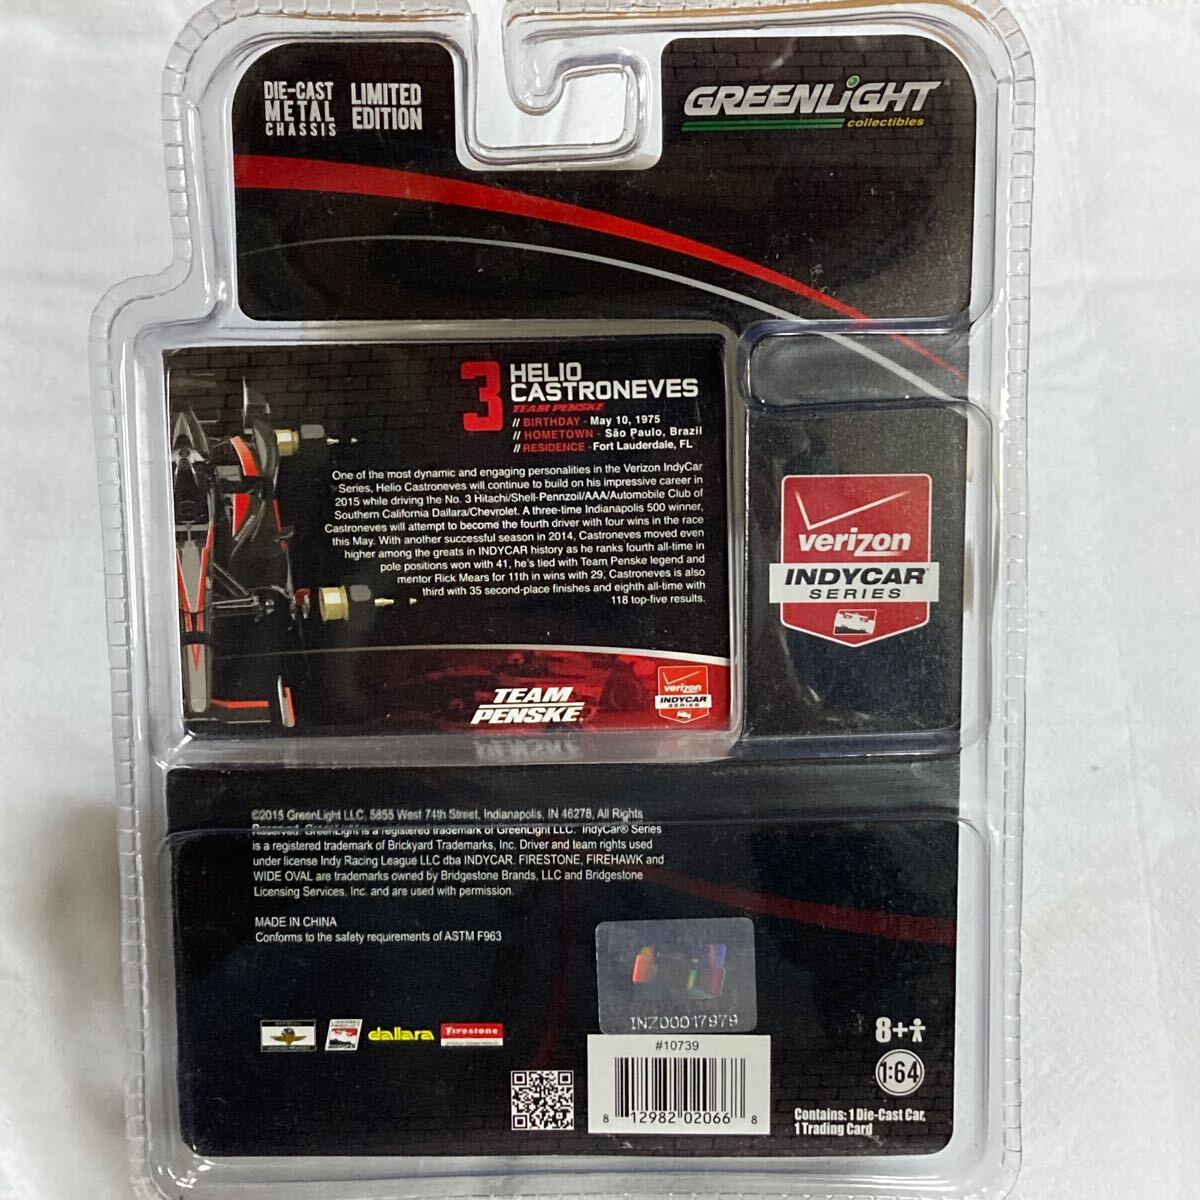 DIE-CAST
METAL
CHASSIS
LIMITED
EDITION
GREENLiGHT
collectibles
3 HELIO
CASTRONEVES
TEAM PENSKE
// BIRTHDAY - May 10, 1975
// HOMETOWN - São Paulo, Brazil
// RESIDENCE - Fort Lauderdale, FL
One of the most dynamic and engaging personalities in the Verizon IndyCar
Series, Helio Castroneves will continue to build on his impressive career in
2015 while driving the No. 3 Hitachi/Shell-Pennzoil/AAA/Automobile Club of
Southern California Dallara/Chevrolet. A three-time Indianapolis 500 winner,
Castroneves will attempt to become the fourth driver with four wins in the race
this May. With another successful season in 2014, Castroneves moved even
higher among the greats in INDYCAR history as he ranks fourth all-time in
pole positions won with 41, he's tied with Team Penske legend and
mentor Rick Mears for 11th in wins with 29, Castroneves is also
third with 35 second-place finishes and eighth all-time with
118 top-five results.
TEAM
PENSKE
verizon
INDYCAR
SERIES
verizon
INDYCAR
SERIES
©2015 GreenLight LLC, 5855 West 74th Street, Indianapolis, IN 46278, All Rights
Reserved. GreenLight is a registered trademark of GreenLight LLC. IndyCar® Series
is a registered trademark of Brickyard Trademarks, Inc. Driver and team rights used
under license Indy Racing League LLC dba INDYCAR. FIRESTONE, FIREHAWK and
WIDE OVAL are trademarks owned by Bridgestone Brands, LLC and Bridgestone
Licensing Services, Inc. and are used with permission.
MADE IN CHINA
Conforms to the safety requirements of ASTM F963
INZ00017979
dallara
Firestone
#10739
8 12982 02066 8
8+
1:64
Contains: 1 Die-Cast Car,
1 Trading Card